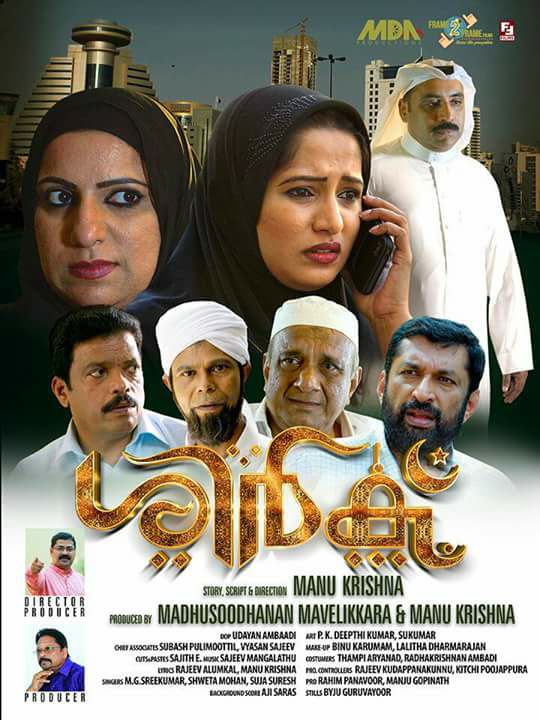 MDA
PRODUCTIONS
FRAME 2 FRAME FILMS
ശിർക്ക്
DIRECTOR
PRODUCER
PRODUCER
STORY, SCRIPT & DIRECTION MANU KRISHNA
PRODUCED BY MADHUSOODHANAN MAVELIKKARA & MANU KRISHNA
DOP UDAYAN AMBAADI ART P. K. DEEPTHI KUMAR, SUKUMAR
CHIEF ASSOCIATES SUBASH PULIMOOTTIL, VYASAN SAJEEV MAKE-UP BINU KARUMAM, LALITHA DHARMARAJAN
CUTS&PASTES SAJITH E. MUSIC SAJEEV MANGALATHU COSTUMERS THAMPI ARYANAD, RADHAKRISHNAN AMBADI
LYRICS RAJEEV ALUMKAL, MANU KRISHNA PRO. CONTROLLERS RAJEEV KUDAPPANAKUNNU, KITCHI POOJAPPURA
SINGERS M.G.SREEKUMAR, SHWETA MOHAN, SUJA SURESH PRO RAHIM PANAVOOR, MANJU GOPINATH
BACKGROUND SCORE AJI SARAS STILLS BYJU GURUVAYOOR